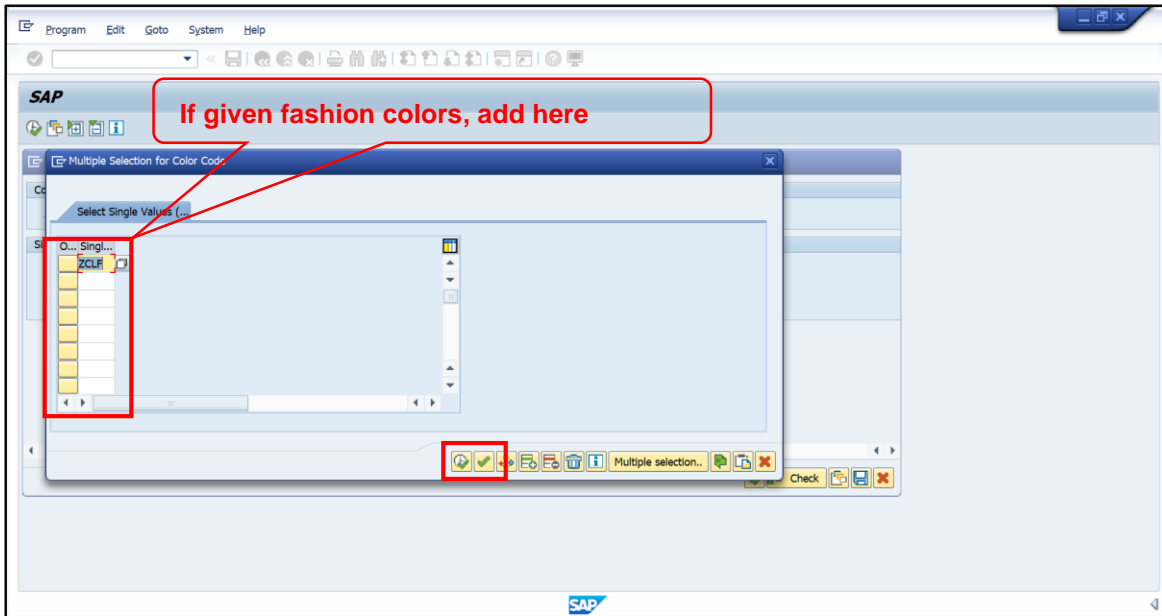 Program Edit Goto System Help
SAP
If given fashion colors, add here
Multiple Selection for Color Code
Select Single Values (...
O... Singl...
ZCLF
Multiple selection..
Check
SAP